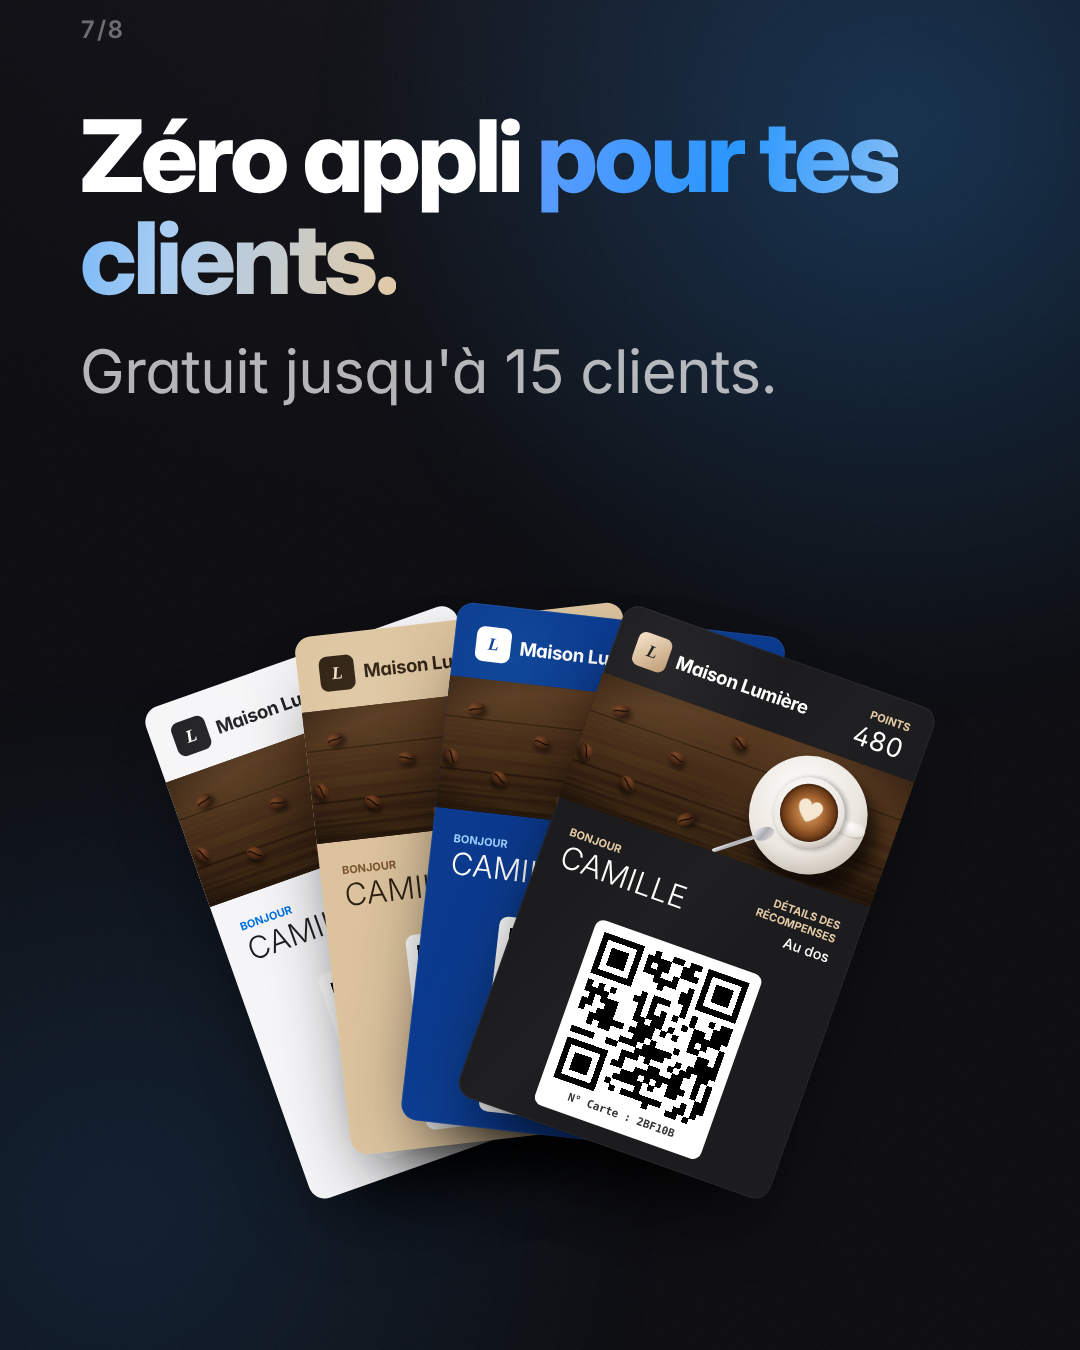 7/8
Zéro appli pour tes
clients.
Gratuit jusqu'à 15 clients.
L Maison Lu
BONJOUR
CAMI
L Maison Lu
BONJOUR
CAMI
L Maison Lu
BONJOUR
CAMI
L Maison Lumière
POINTS
480
BONJOUR
CAMILLE
DÉTAILS DES
RÉCOMPENSES
Au dos
N° Carte : 2BF10B